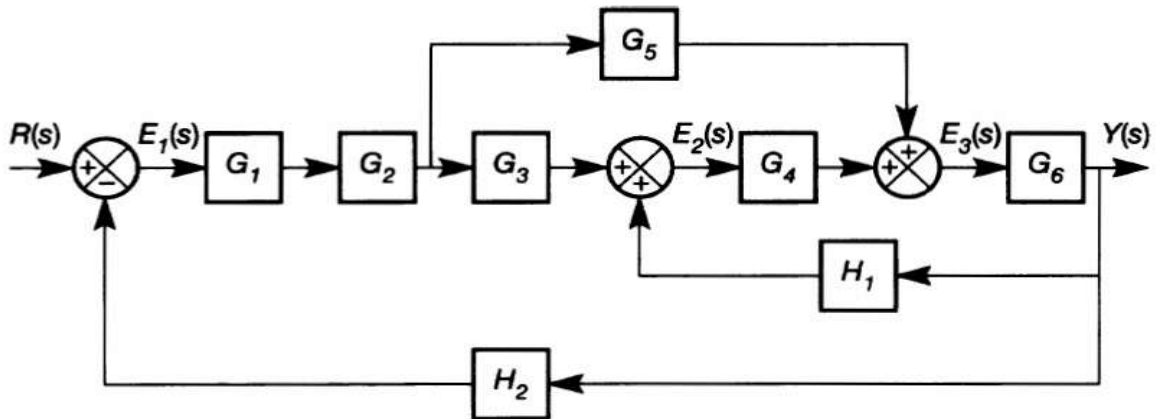 G5
R(s) E1(s) G1 G2 G3 E2(s) G4 E3(s) G6 Y(s)
+ − + + + +
H1
H2